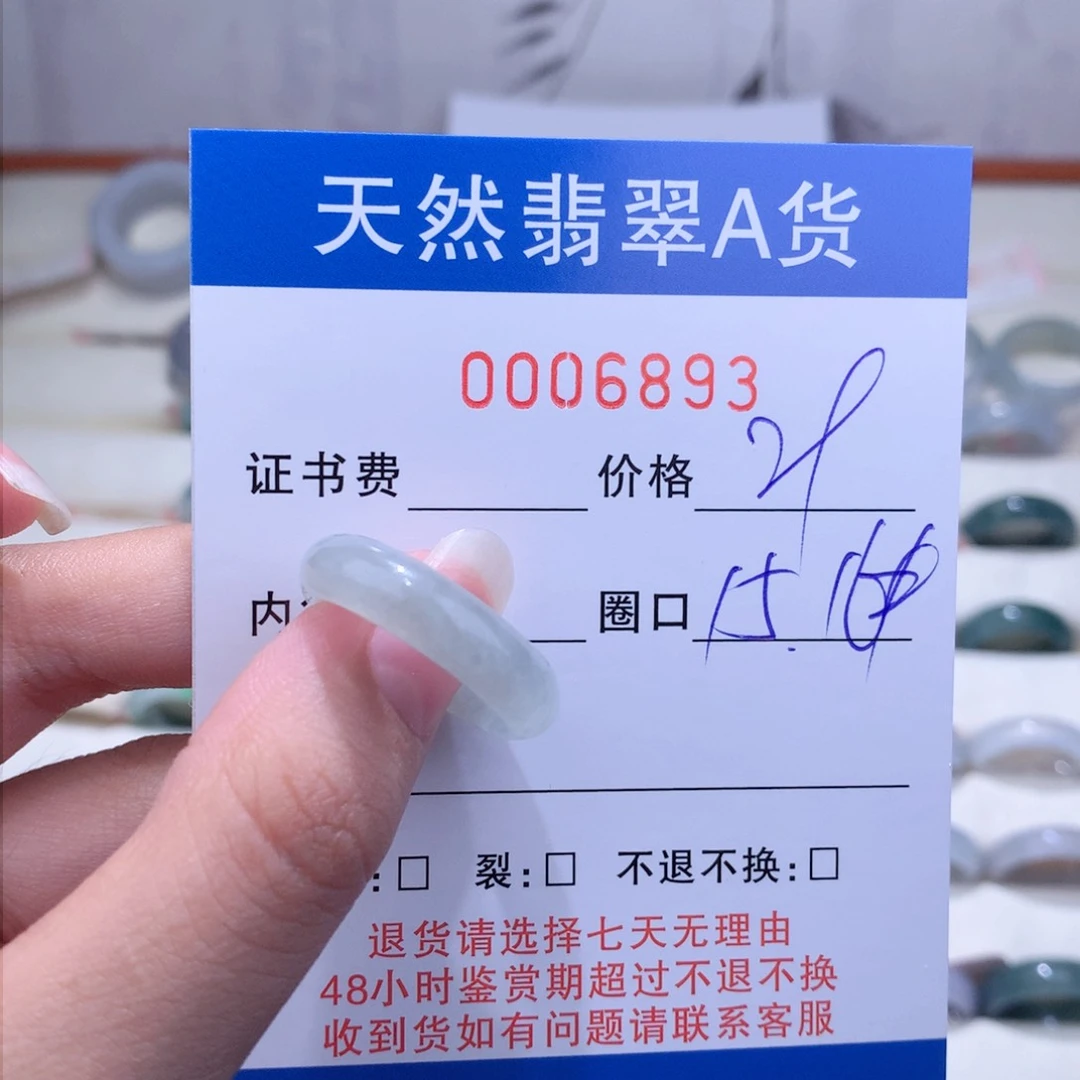 天然翡翠A货
0006893
证书费 价格
内 圈口 15.
: □ 裂: □ 不退不换: □
退货请选择七天无理由
48小时鉴赏期超过不退不换
收到货如有问题请联系客服